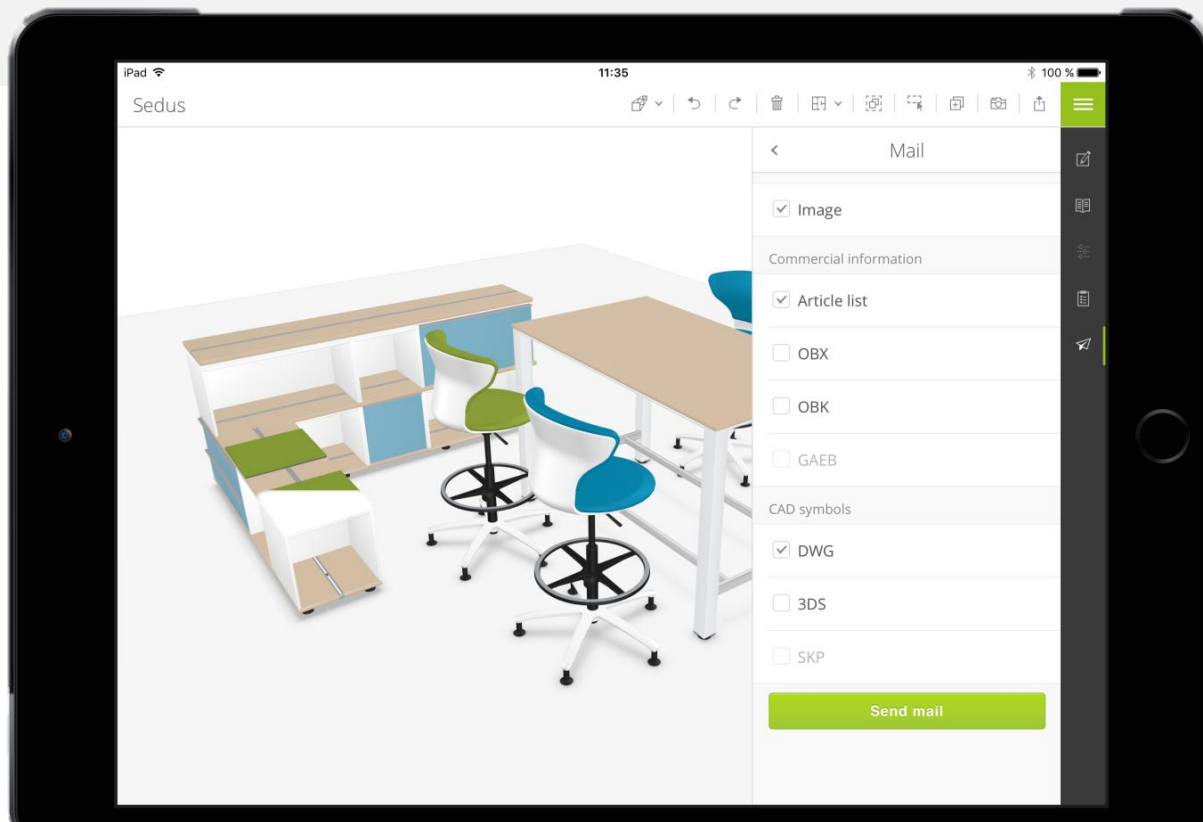 iPad 11:35 100 %
Sedus
Mail
Image
Commercial information
Article list
OBX
OBK
GAEB
CAD symbols
DWG
3DS
SKP
Send mail